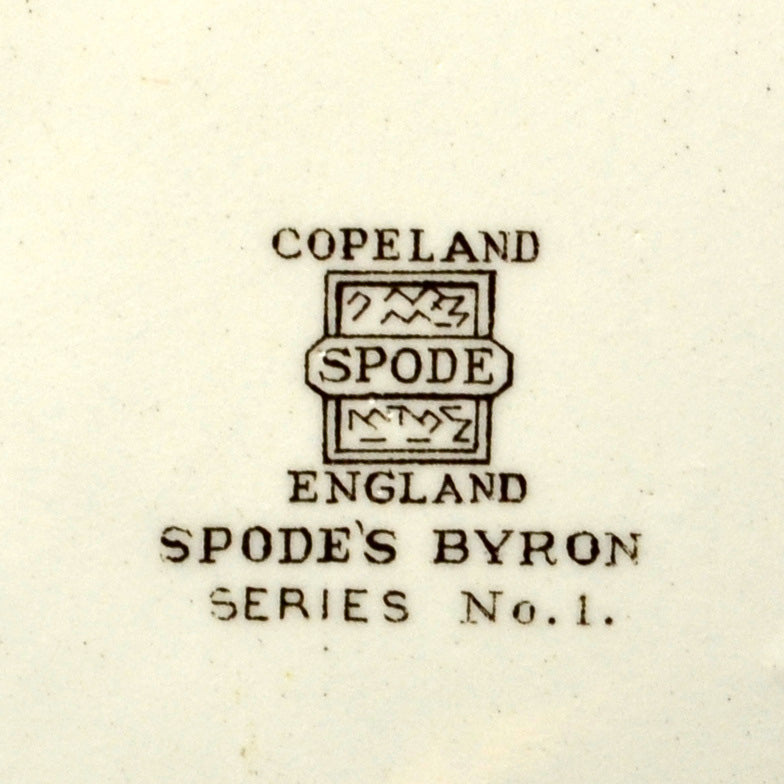 COPELAND
SPODE
ENGLAND
SPODE'S BYRON
SERIES No. 1.